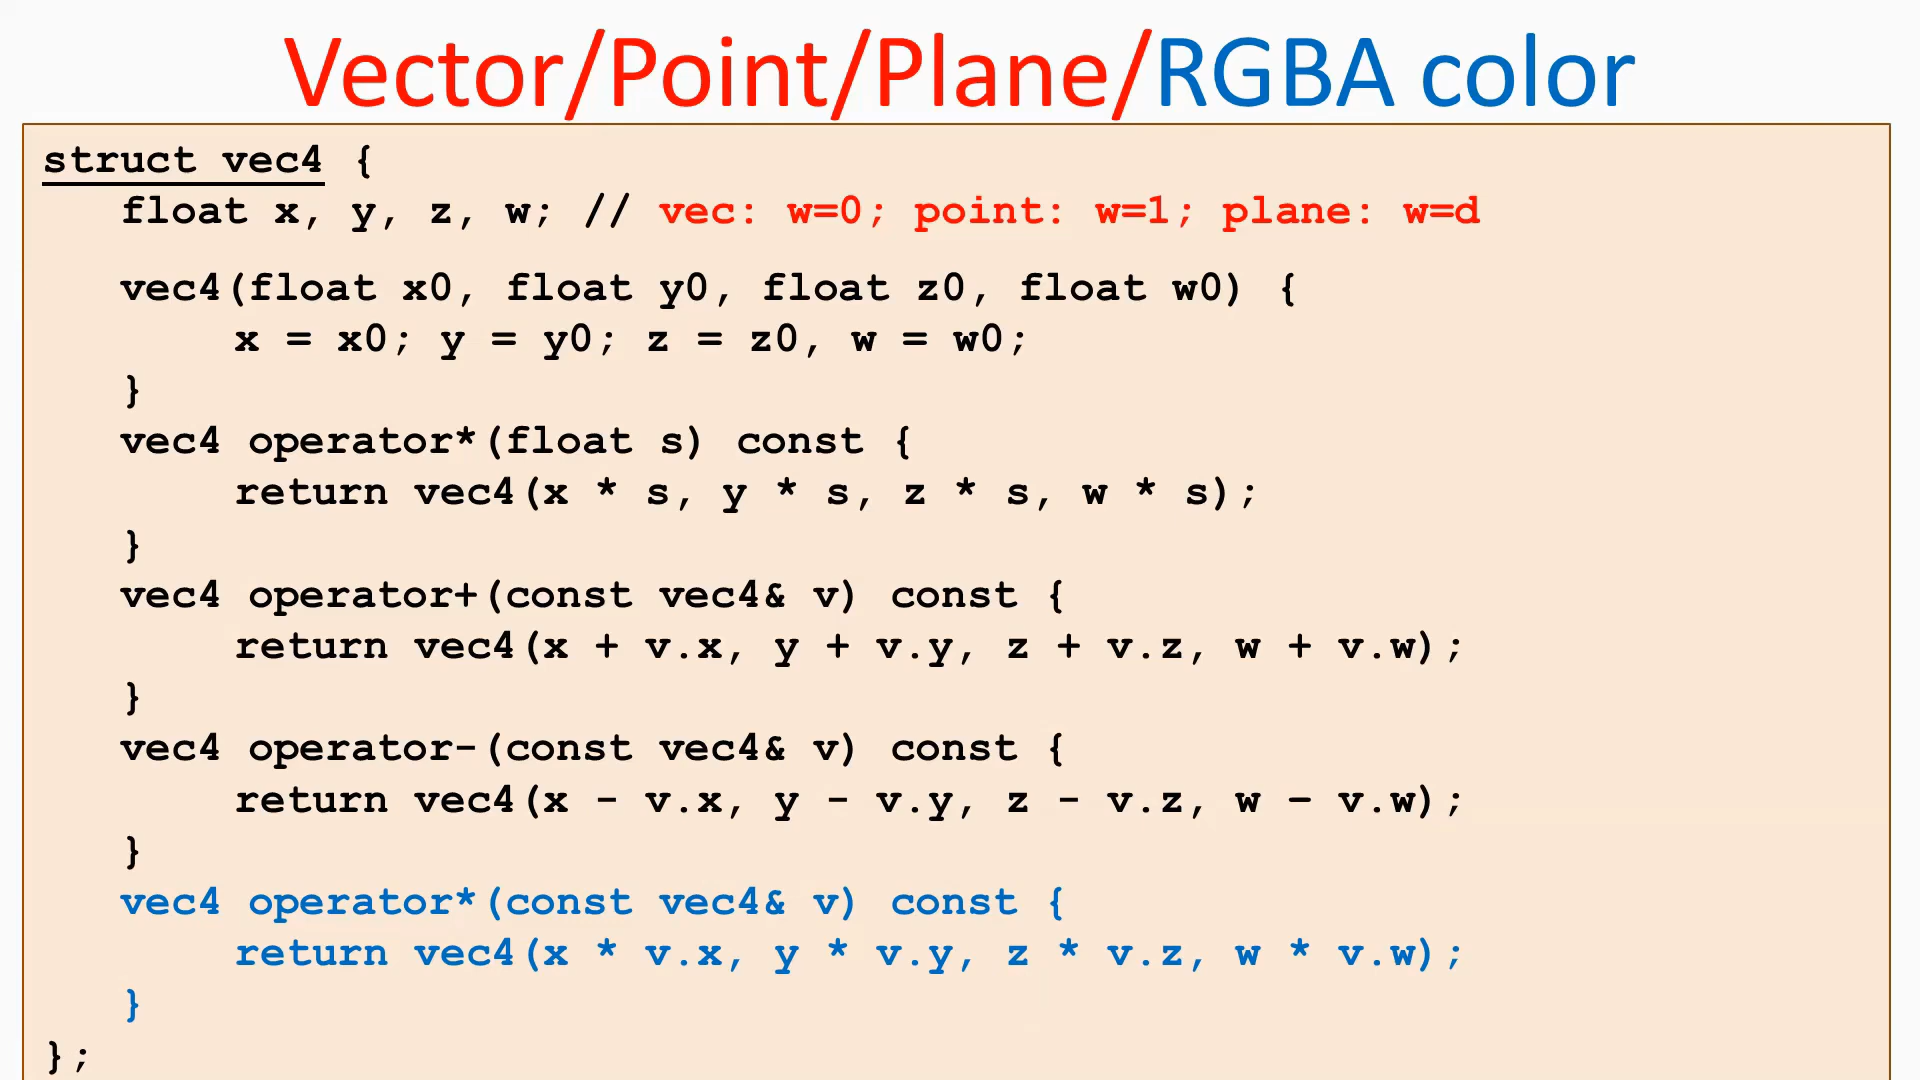 Vector/Point/Plane/RGBA color
struct vec4 {
float x, y, z, w; // vec: w=0; point: w=1; plane: w=d
vec4(float x0, float y0, float z0, float w0) {
x = x0; y = y0; z = z0, w = w0;
}
vec4 operator*(float s) const {
return vec4(x * s, y * s, z * s, w * s);
}
vec4 operator+(const vec4& v) const {
return vec4(x + v.x, y + v.y, z + v.z, w + v.w);
}
vec4 operator-(const vec4& v) const {
return vec4(x - v.x, y - v.y, z - v.z, w – v.w);
}
vec4 operator*(const vec4& v) const {
return vec4(x * v.x, y * v.y, z * v.z, w * v.w);
}
};